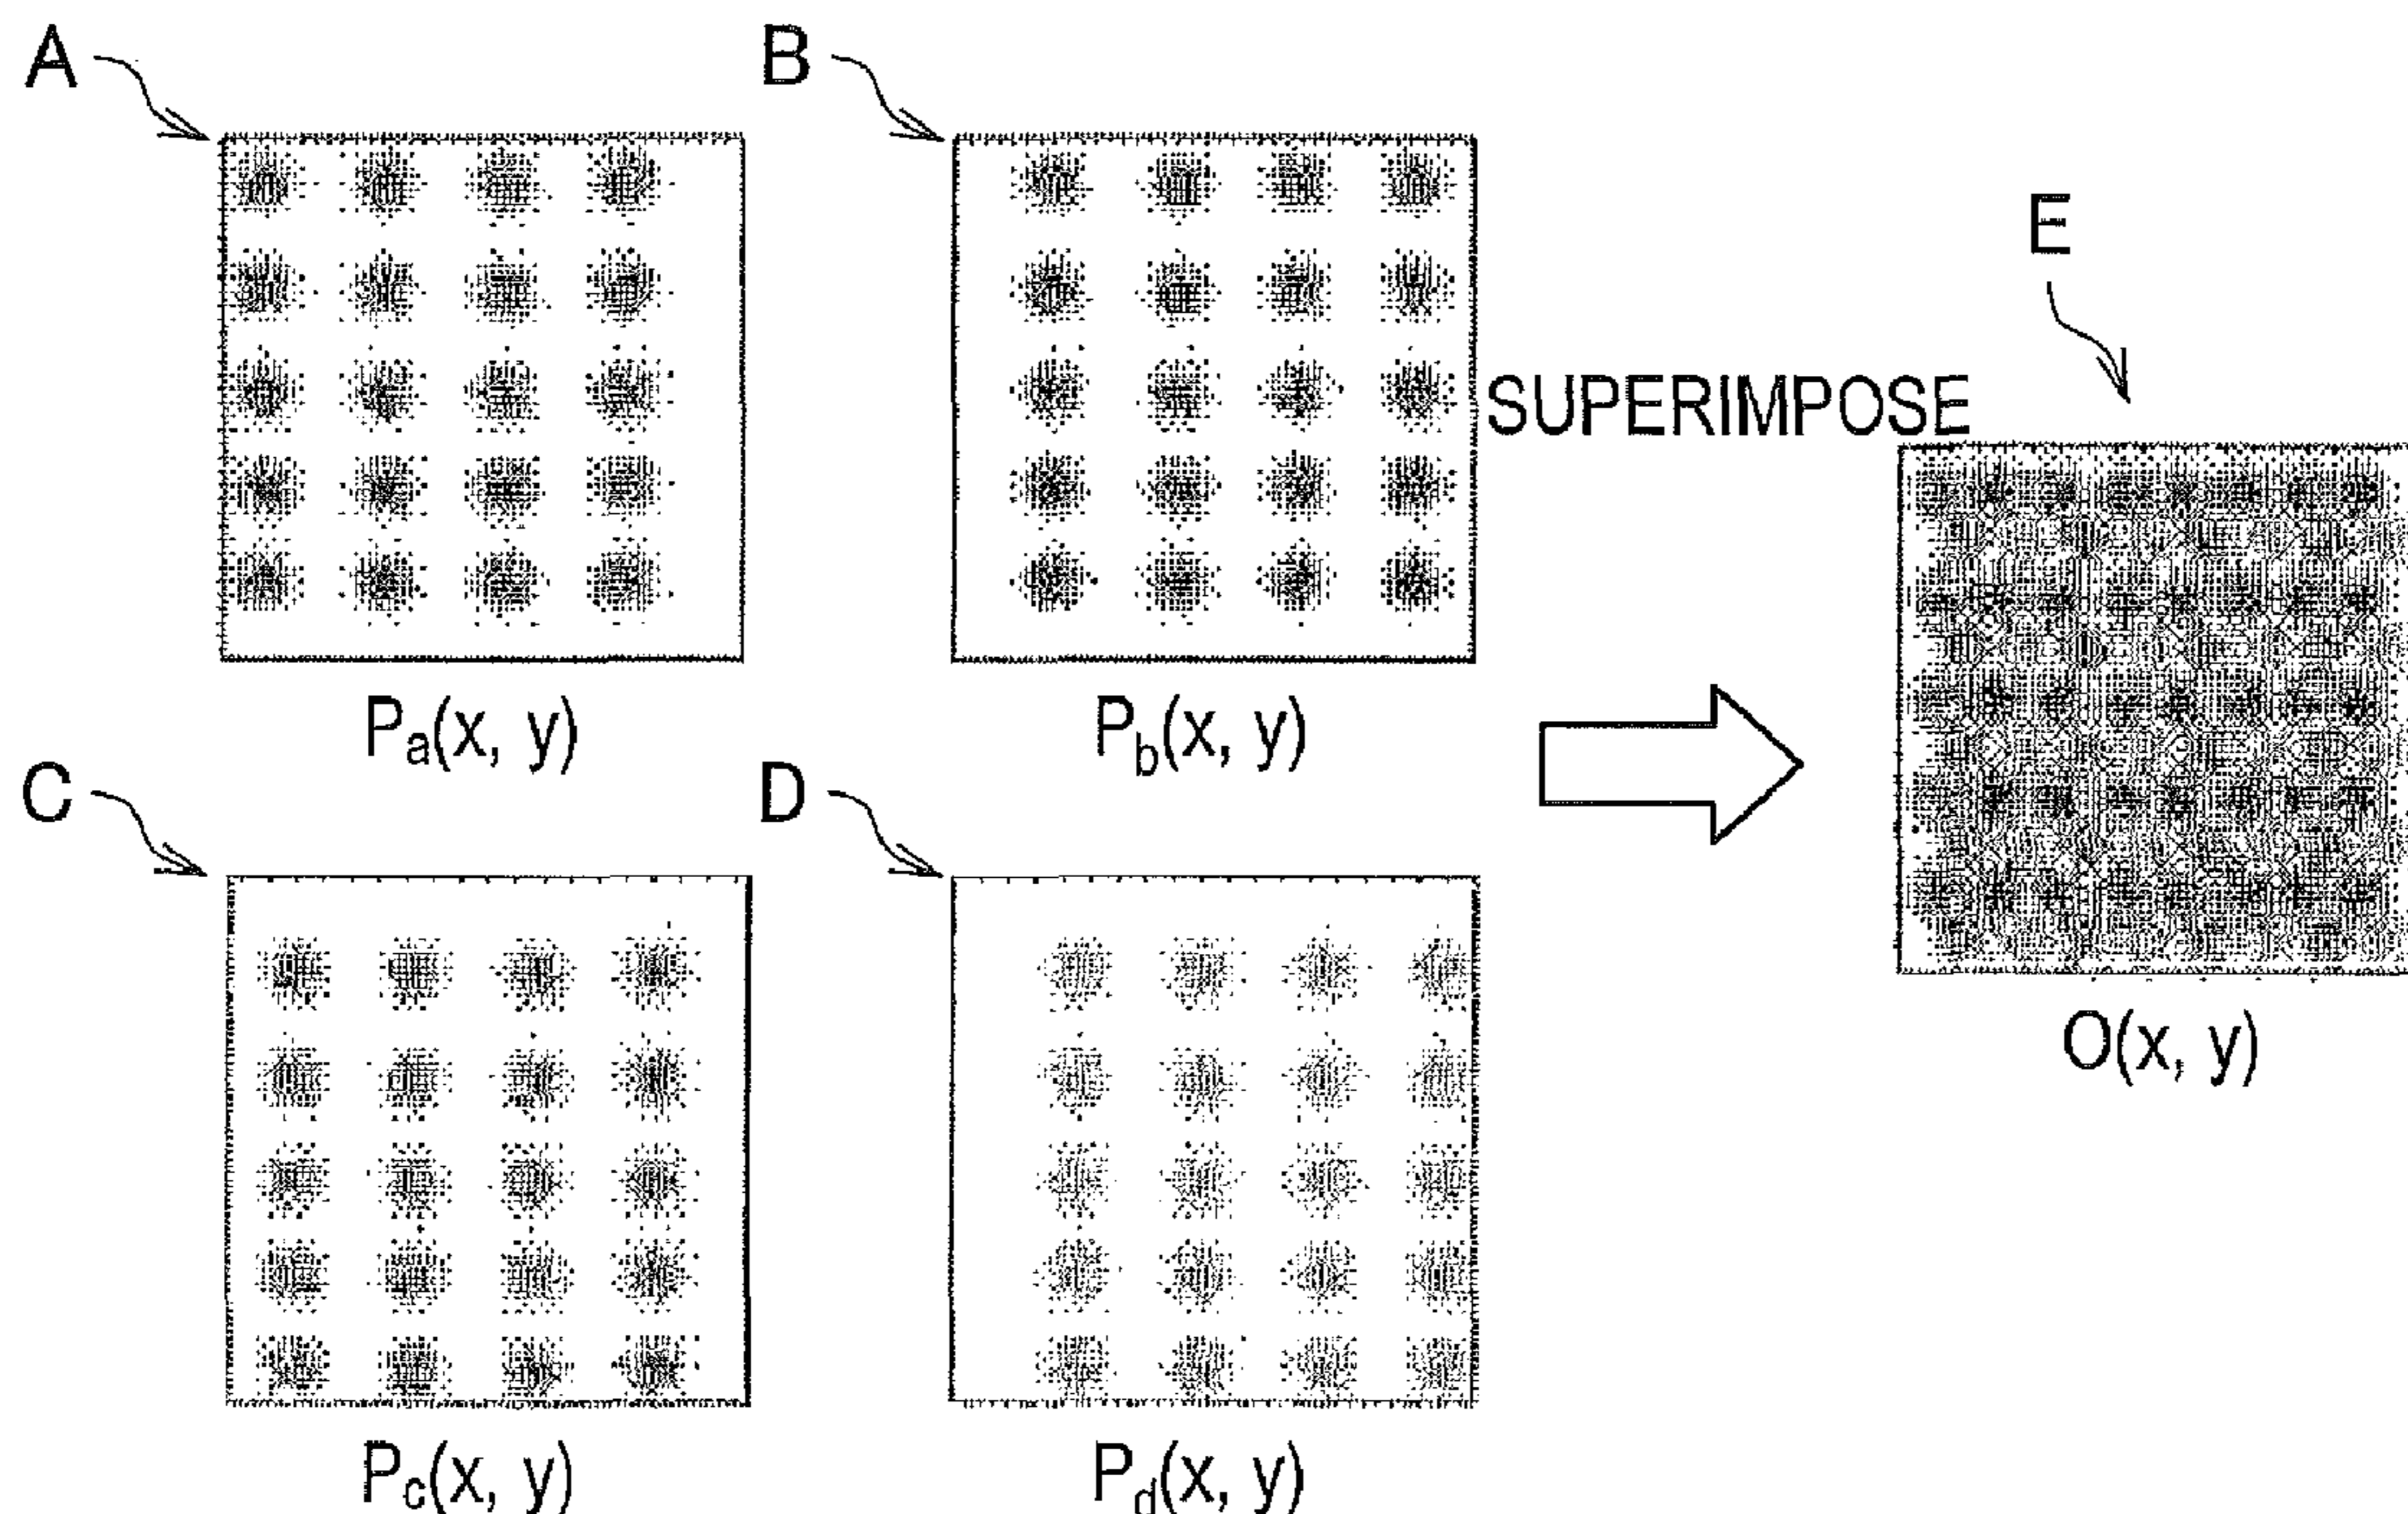 A
B
E
SUPERIMPOSE
Pa(x, y)
Pb(x, y)
C
D
O(x, y)
Pc(x, y)
Pd(x, y)